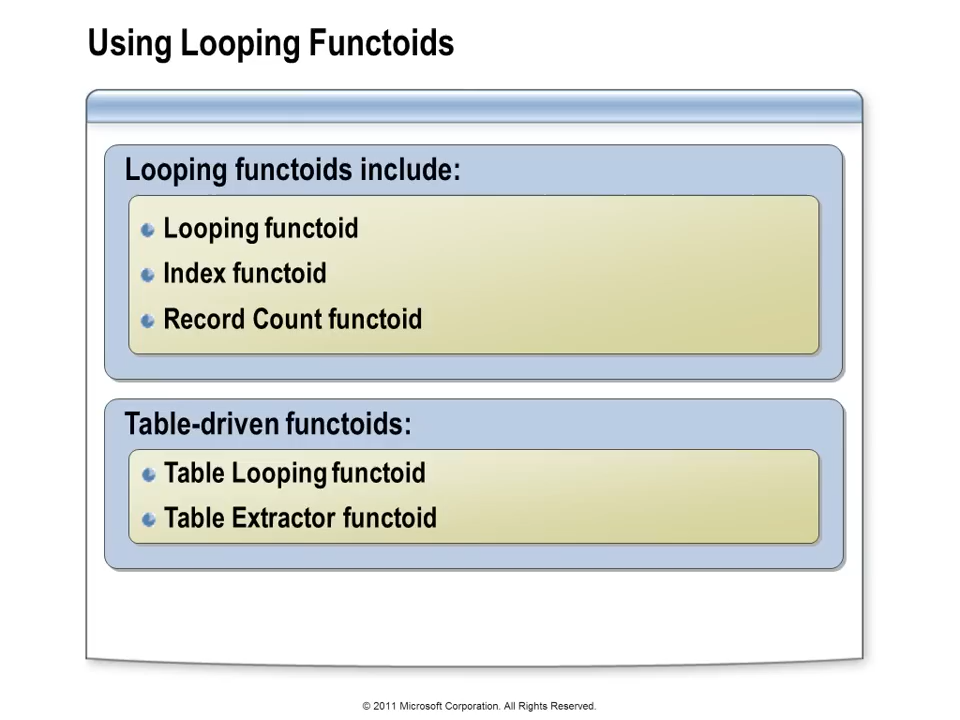 Using Looping Functoids
Looping functoids include:
Looping functoid
Index functoid
Record Count functoid
Table-driven functoids:
Table Looping functoid
Table Extractor functoid
© 2011 Microsoft Corporation. All Rights Reserved.